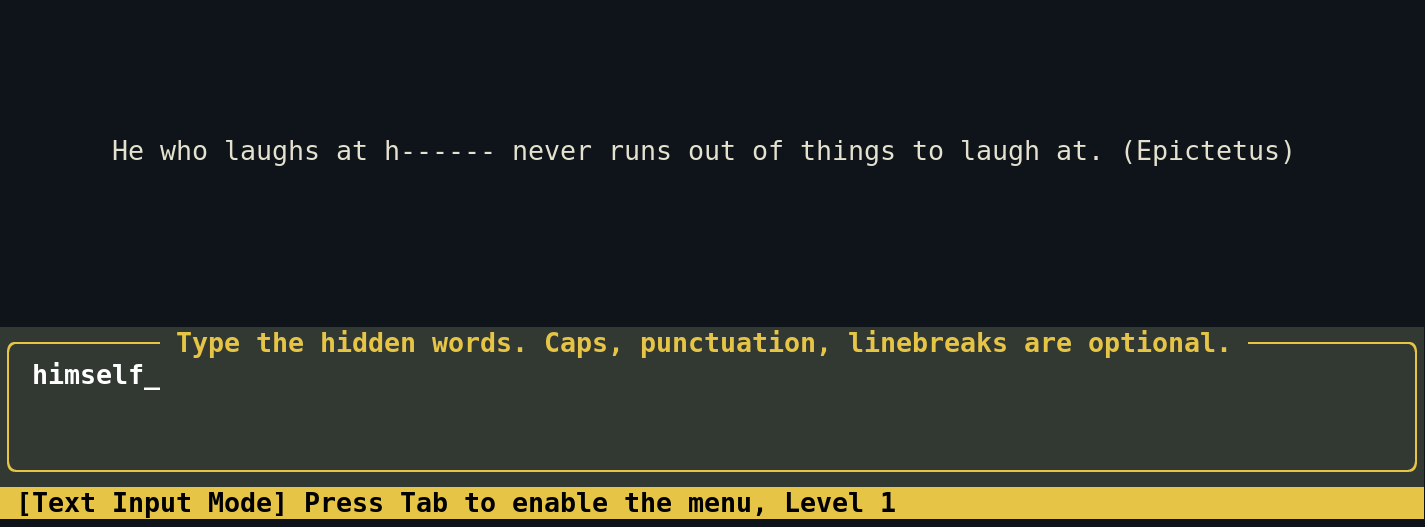 He who laughs at h------ never runs out of things to laugh at. (Epictetus)
Type the hidden words. Caps, punctuation, linebreaks are optional.
himself_
[Text Input Mode] Press Tab to enable the menu, Level 1